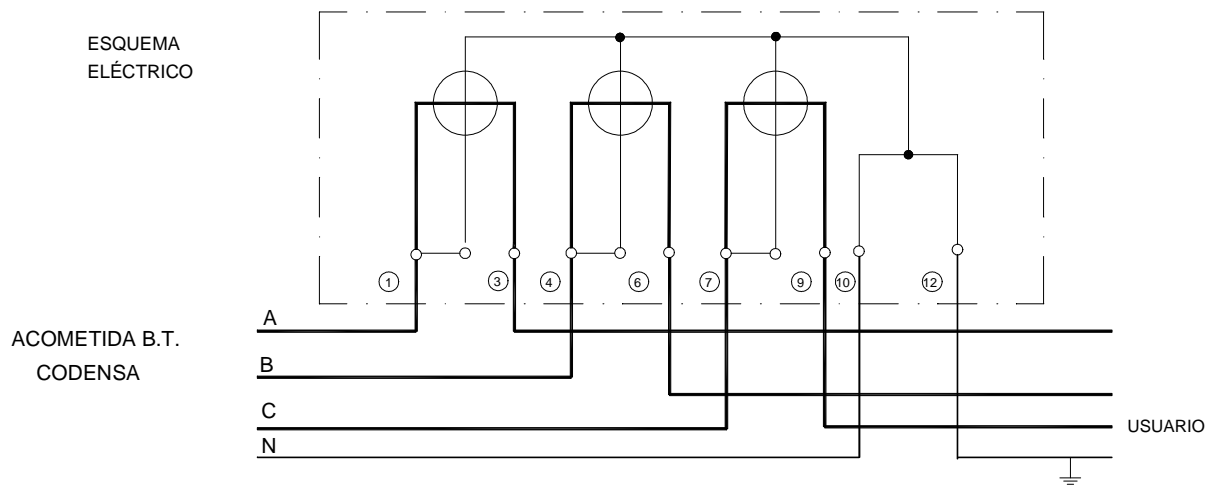 ESQUEMA
ELÉCTRICO
1 3 4 6 7 9 10 12
A
ACOMETIDA B.T.
B
CODENSA
C
USUARIO
N